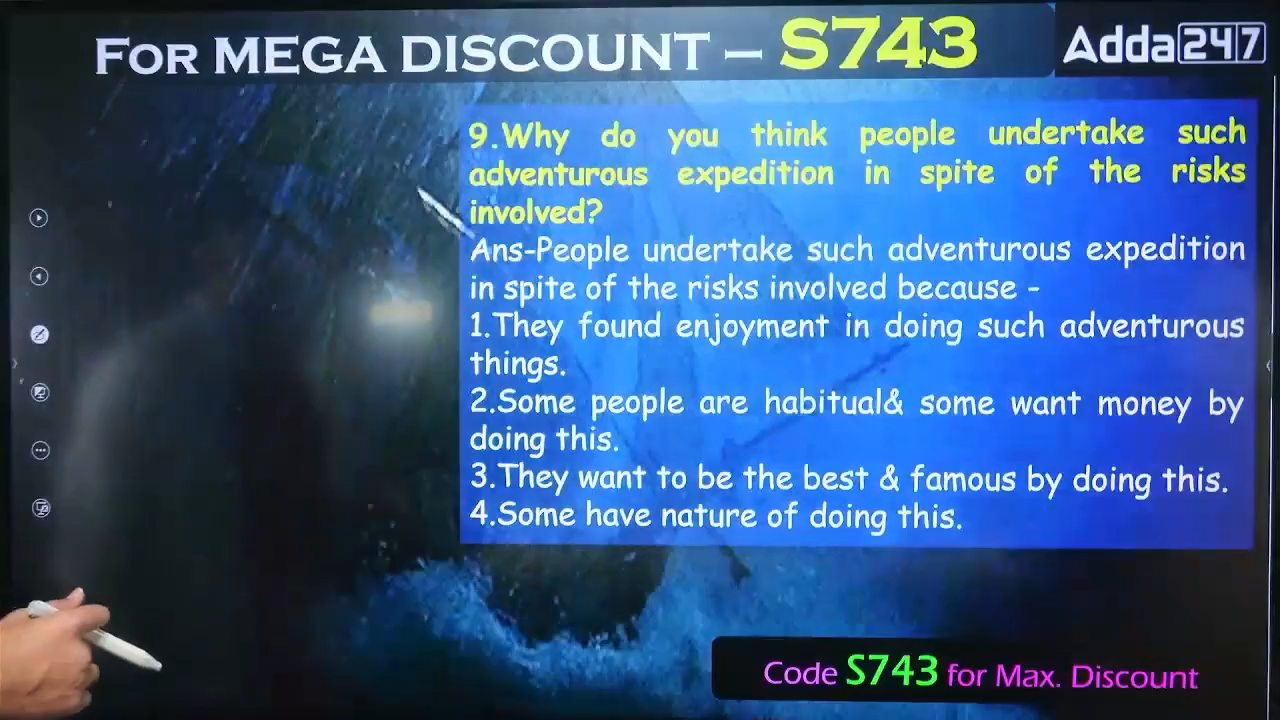 FOR MEGA DISCOUNT – S743
Adda247
9.Why do you think people undertake such
adventurous expedition in spite of the risks
involved?
Ans-People undertake such adventurous expedition
in spite of the risks involved because -
1.They found enjoyment in doing such adventurous
things.
2.Some people are habitual& some want money by
doing this.
3.They want to be the best & famous by doing this.
4.Some have nature of doing this.
Code S743 for Max. Discount